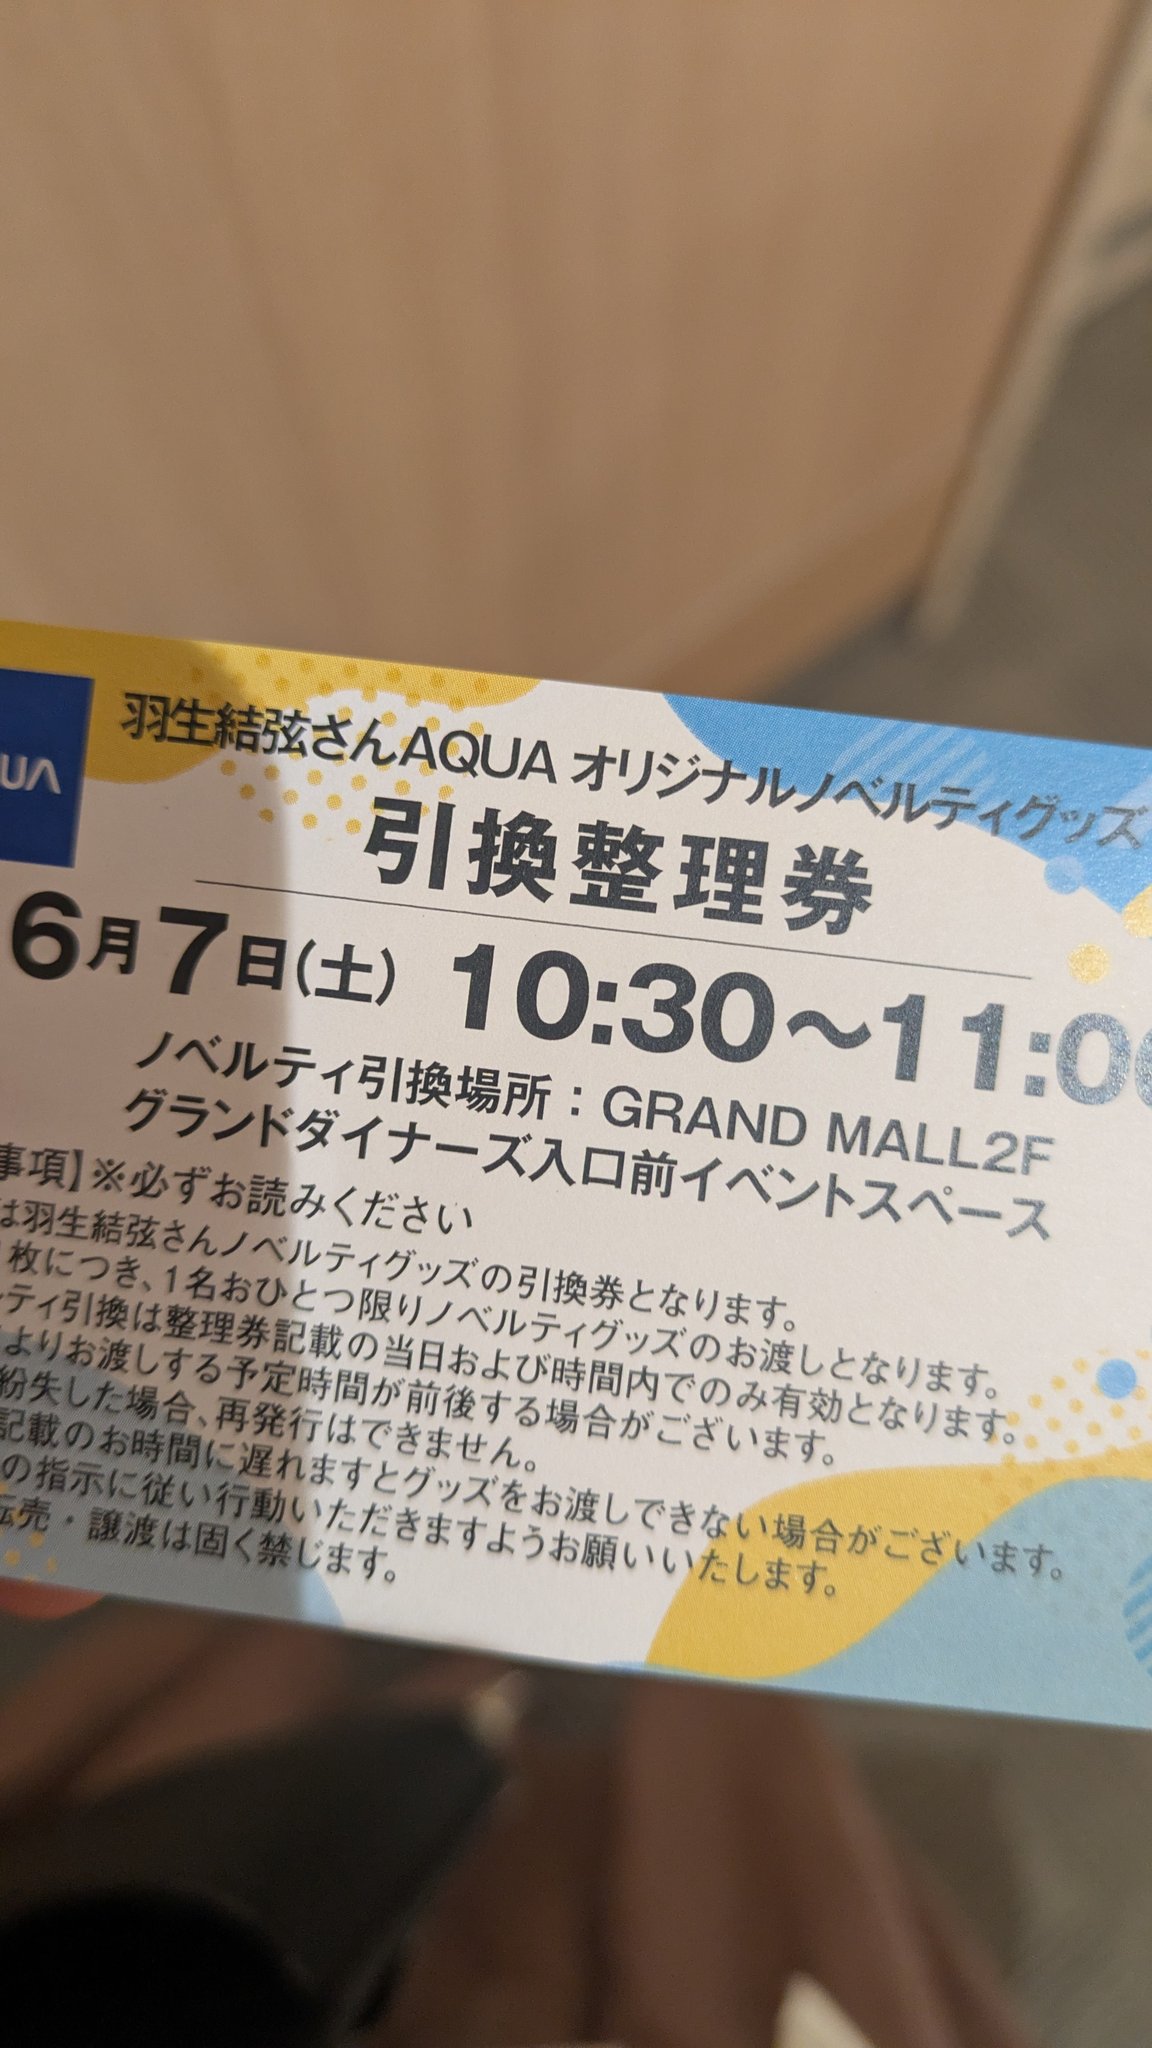 UA
羽生結弦さんAQUA オリジナルノベルティグッズ
引換整理券
6月7日(土) 10:30〜11:00
ノベルティ引換場所：GRAND MALL2F
グランドダイナーズ入口前イベントスペース
事項】※必ずお読みください
は羽生結弦さんノベルティグッズの引換券となります。
枚につき、1名おひとつ限りノベルティグッズのお渡しとなります。
ティ引換は整理券記載の当日および時間内でのみ有効となります。
よりお渡しする予定時間が前後する場合がございます。
紛失した場合、再発行はできません。
記載のお時間に遅れますとグッズをお渡しできない場合がございます。
の指示に従い行動いただきますようお願いいたします。
転売・譲渡は固く禁じます。